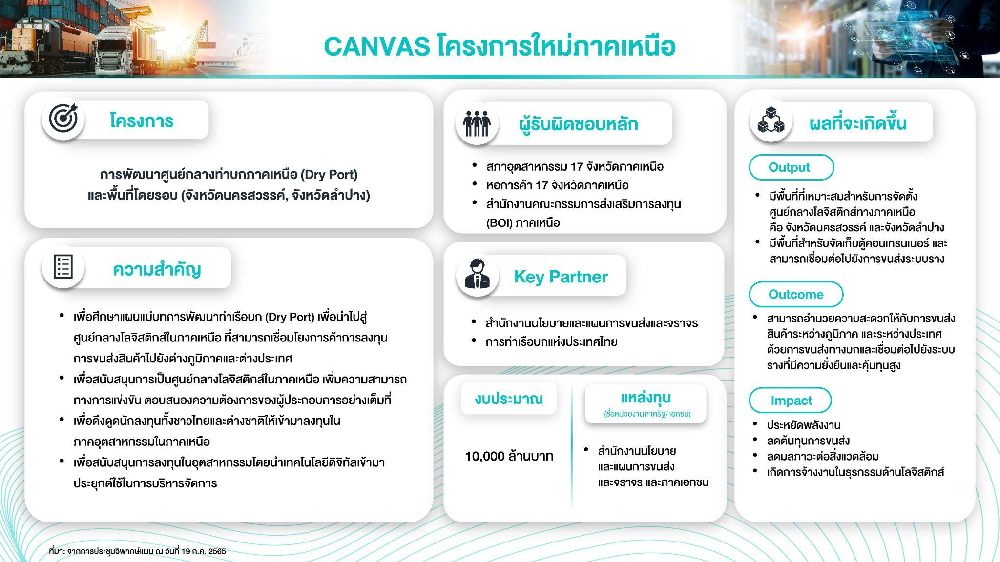 CANVAS โครงการใหม่ภาคเหนือ
โครงการ
การพัฒนาศูนย์กลางท่าบกภาคเหนือ (Dry Port)
และพื้นที่โดยรอบ (จังหวัดนครสวรรค์, จังหวัดลำปาง)
ความสำคัญ
• เพื่อศึกษาแผนแม่บทการพัฒนาท่าเรือบก (Dry Port) เพื่อนำไปสู่
ศูนย์กลางโลจิสติกส์ในภาคเหนือ ที่สามารถเชื่อมโยงการค้าการลงทุน
การขนส่งสินค้าไปยังต่างภูมิภาคและต่างประเทศ
• เพื่อสนับสนุนการเป็นศูนย์กลางโลจิสติกส์ในภาคเหนือ เพิ่มความสามารถ
ทางการแข่งขัน ตอบสนองความต้องการของผู้ประกอบการอย่างเต็มที่
• เพื่อดึงดูดนักลงทุนทั้งชาวไทยและต่างชาติให้เข้ามาลงทุนใน
ภาคอุตสาหกรรมในภาคเหนือ
• เพื่อสนับสนุนการลงทุนในอุตสาหกรรมโดยนำเทคโนโลยีดิจิทัลเข้ามา
ประยุกต์ใช้ในการบริหารจัดการ
ผู้รับผิดชอบหลัก
• สภาอุตสาหกรรม 17 จังหวัดภาคเหนือ
• หอการค้า 17 จังหวัดภาคเหนือ
• สำนักงานคณะกรรมการส่งเสริมการลงทุน
(BOI) ภาคเหนือ
Key Partner
• สำนักงานนโยบายและแผนการขนส่งและจราจร
• การท่าเรือบกแห่งประเทศไทย
งบประมาณ
10,000 ล้านบาท
แหล่งทุน
(ชื่อหน่วยงานภาครัฐ/ เอกชน)
• สำนักงานนโยบาย
และแผนการขนส่ง
และจราจร และภาคเอกชน
ผลที่จะเกิดขึ้น
Output
• มีพื้นที่ที่เหมาะสมสำหรับการจัดตั้ง
ศูนย์กลางโลจิสติกส์ทางภาคเหนือ
คือ จังหวัดนครสวรรค์ และจังหวัดลำปาง
• มีพื้นที่สำหรับจัดเก็บตู้คอนเทรนเนอร์ และ
สามารถเชื่อมต่อไปยังการขนส่งระบบราง
Outcome
• สามารถอำนวยความสะดวกให้กับการขนส่ง
สินค้าระหว่างภูมิภาค และระหว่างประเทศ
ด้วยการขนส่งทางบกและเชื่อมต่อไปยังระบบ
รางที่มีความยั่งยืนและคุ้มทุนสูง
Impact
• ประหยัดพลังงาน
• ลดต้นทุนการขนส่ง
• ลดมลภาวะต่อสิ่งแวดล้อม
• เกิดการจ้างงานในธุรกรรมด้านโลจิสติกส์
ที่มา: จากการประชุมวิพากษ์แผน ณ วันที่ 19 ก.ค. 2565